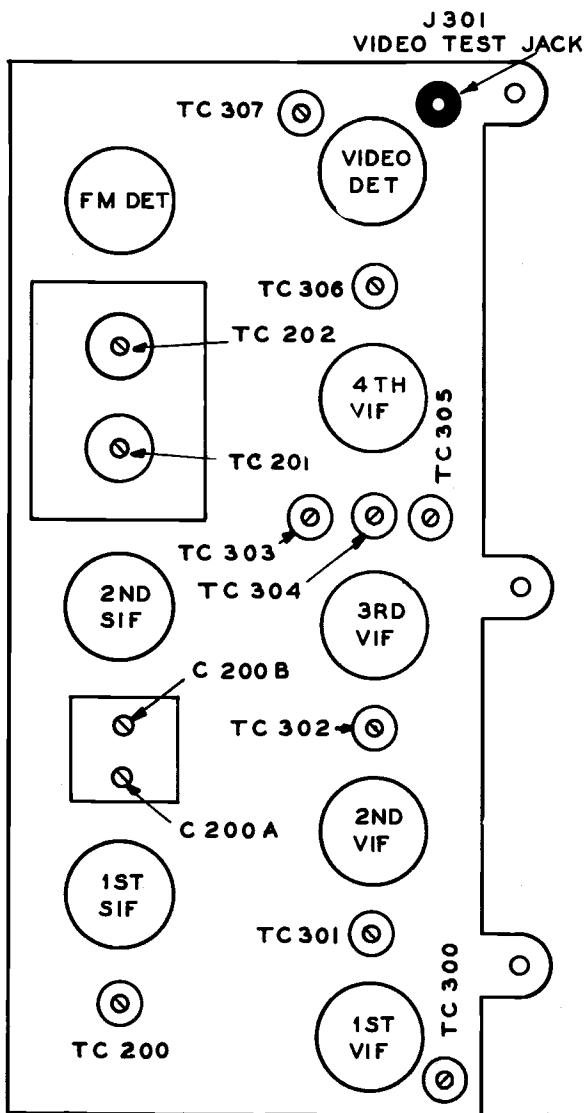 J301
VIDEO TEST JACK
TC 307
VIDEO
DET
FM DET
TC 306
TC 202
4TH
VIF
TC 305
TC 201
TC 303
TC 304
2ND
SIF
3RD
VIF
C 200B
TC 302
C 200A
2ND
VIF
1ST
SIF
TC 301
TC 300
TC 200
1ST
VIF